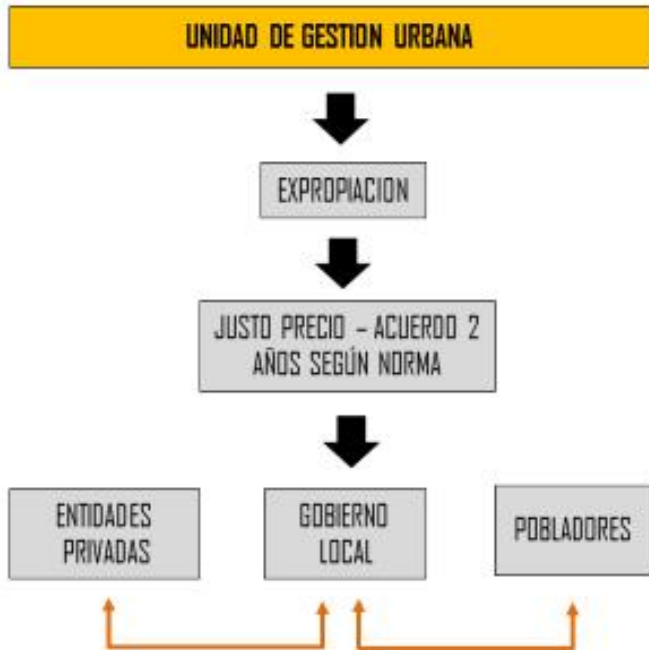 UNIDAD DE GESTION URBANA
EXPROPIACION
JUSTO PRECIO – ACUERDO 2
AÑOS SEGÚN NORMA
ENTIDADES
PRIVADAS
GOBIERNO
LOCAL
POBLADORES